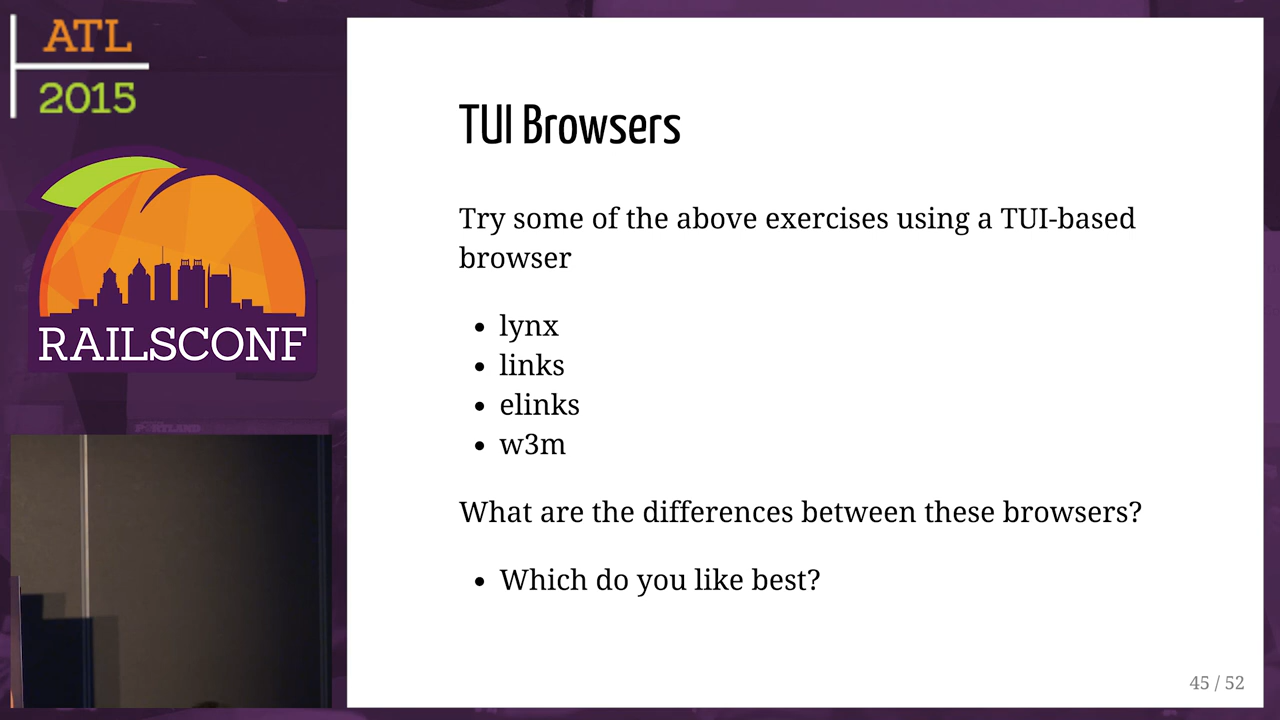 ATL
2015
RAILSCONF
PORTLAND
TUI Browsers
Try some of the above exercises using a TUI-based
browser
lynx
links
elinks
w3m
What are the differences between these browsers?
Which do you like best?
45 / 52